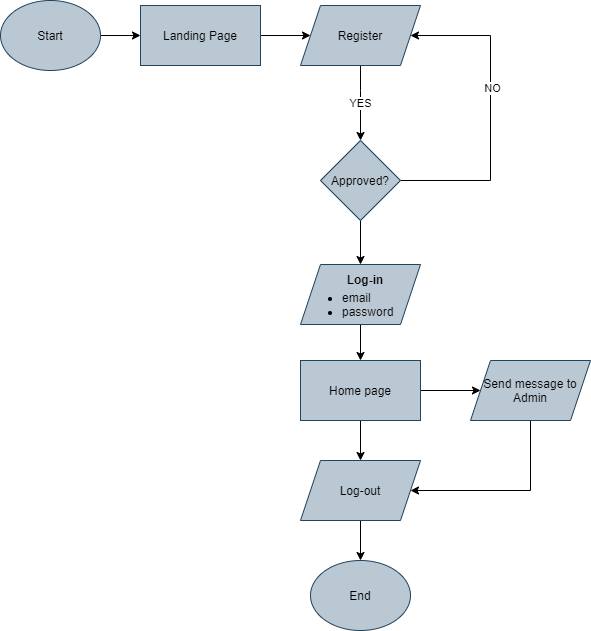 Start
Landing Page
Register
NO
YES
Approved?
Log-in
• email
• password
Home page
Send message to
Admin
Log-out
End